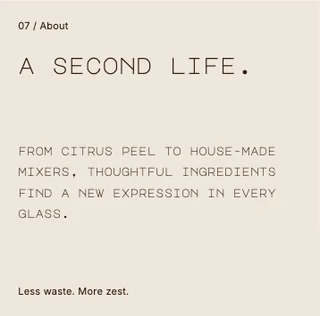 07 / About
A SECOND LIFE.
FROM CITRUS PEEL TO HOUSE-MADE
MIXERS, THOUGHTFUL INGREDIENTS
FIND A NEW EXPRESSION IN EVERY
GLASS.
Less waste. More zest.